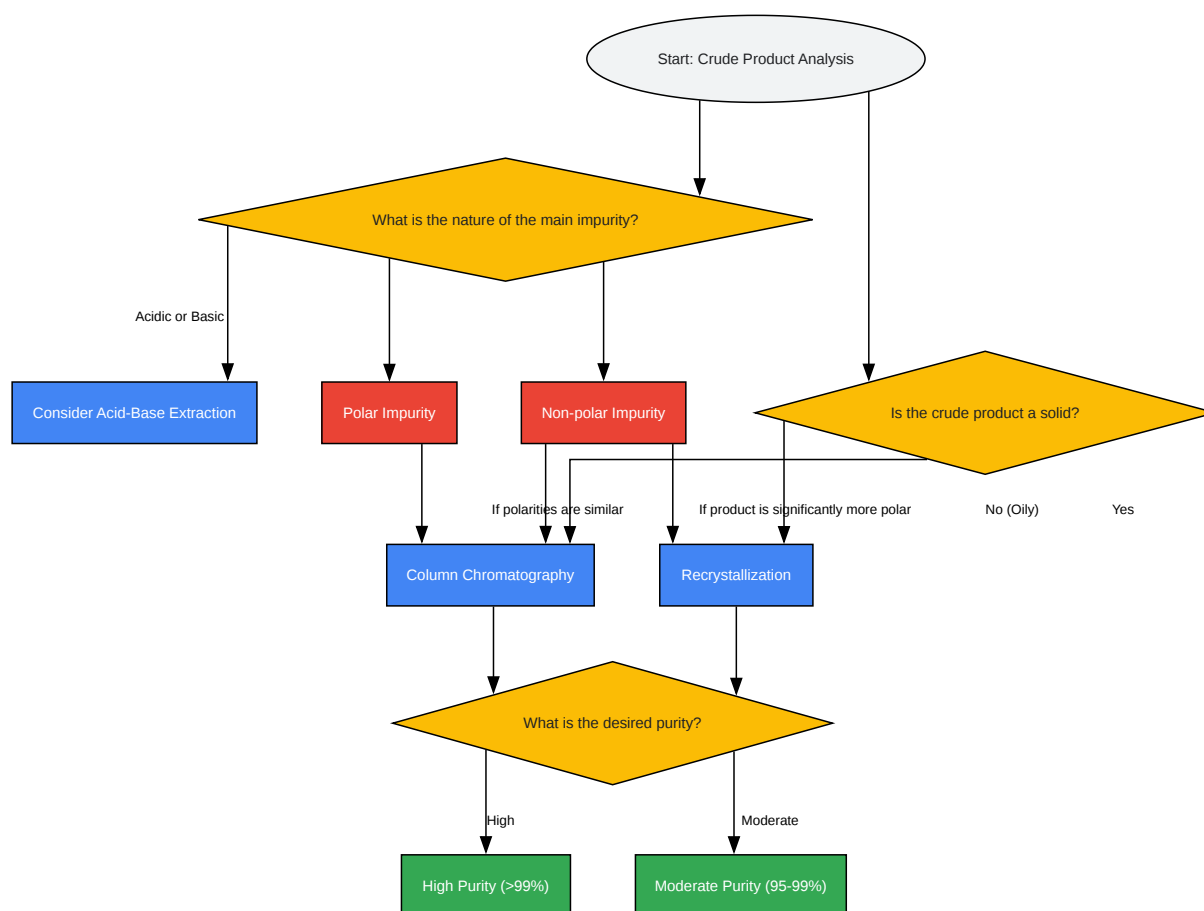 Start: Crude Product Analysis
What is the nature of the main impurity?
Acidic or Basic
Consider Acid-Base Extraction
Polar Impurity
Non-polar Impurity
Is the crude product a solid?
If polarities are similar
If product is significantly more polar
No (Oily)
Yes
Column Chromatography
Recrystallization
What is the desired purity?
High
Moderate
High Purity (>99%)
Moderate Purity (95-99%)